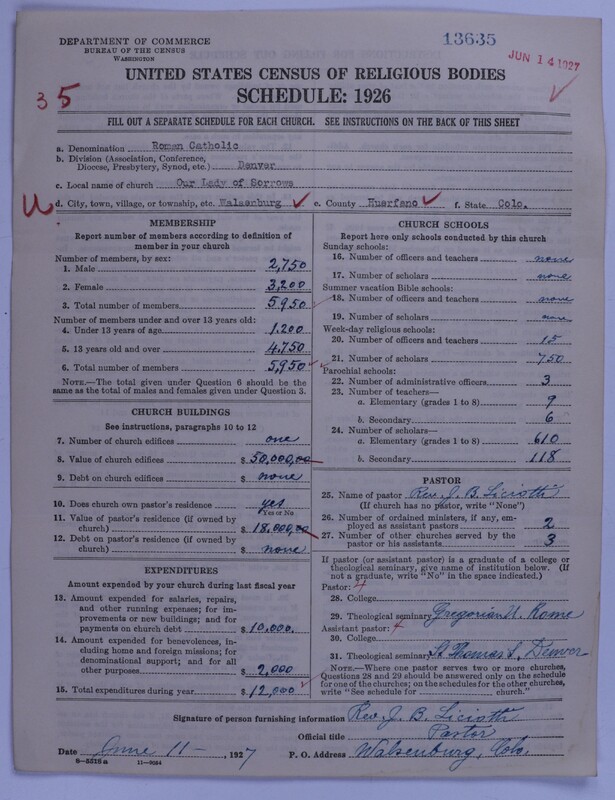 DEPARTMENT OF COMMERCE
BUREAU OF THE CENSUS
WASHINGTON
13635
JUN 14 1927
35
UNITED STATES CENSUS OF RELIGIOUS BODIES
SCHEDULE: 1926
FILL OUT A SEPARATE SCHEDULE FOR EACH CHURCH. SEE INSTRUCTIONS ON THE BACK OF THIS SHEET
a. Denomination Roman Catholic
b. Division (Association, Conference,
Diocese, Presbytery, Synod, etc.) Denver
c. Local name of church Our Lady of Sorrows
d. City, town, village, or township, etc. Walsenburg e. County Huerfano f. State Colo.
MEMBERSHIP
Report number of members according to definition of
member in your church
Number of members, by sex:
1. Male 2,750
2. Female 3,200
3. Total number of members 5950
Number of members under and over 13 years old:
4. Under 13 years of age 1.200
5. 13 years old and over 4,750
6. Total number of members 5,950
NOTE.—The total given under Question 6 should be
the same as the total of males and females given under Question 3.
CHURCH BUILDINGS
See instructions, paragraphs 10 to 12
7. Number of church edifices one
8. Value of church edifices $ 50,000,00
9. Debt on church edifices $ none
10. Does church own pastor's residence? yes
Yes or No
11. Value of pastor's residence (if owned by
church) $ 18,000,00
12. Debt on pastor's residence (if owned by
church) $ none
EXPENDITURES
Amount expended by your church during last fiscal year
13. Amount expended for salaries, repairs,
and other running expenses; for im-
provements or new buildings; and for
payments on church debt $ 10,000.
14. Amount expended for benevolences, in-
cluding home and foreign missions; for
denominational support; and for all
other purposes $ 2,000
15. Total expenditures during year $ 12,000
CHURCH SCHOOLS
Report here only schools conducted by this church
Sunday schools:
16. Number of officers and teachers none
17. Number of scholars none
Summer vacation Bible schools:
18. Number of officers and teachers none
19. Number of scholars none
Week-day religious schools:
20. Number of officers and teachers 15
21. Number of scholars 750
Parochial schools:
22. Number of administrative officers 3
23. Number of teachers—
a. Elementary (grades 1 to 8) 9
b. Secondary 6
24. Number of scholars—
a. Elementary (grades 1 to 8) 610
b. Secondary 118
PASTOR
25. Name of pastor Rev. J. B. Liciotti
(If church has no pastor, write "None")
26. Number of ordained ministers, if any, em-
ployed as assistant pastors 2
27. Number of other churches served by the
pastor or his assistants 3
If pastor (or assistant pastor) is a graduate of a college or
theological seminary, give name of institution below. (If
not a graduate, write "No" in the space indicated.)
Pastor:
28. College
29. Theological seminary Gregorian U. Rome
Assistant pastor:
30. College
31. Theological seminary St Thomas S. Denver
NOTE.—Where one pastor serves two or more churches,
Questions 28 and 29 should be answered only on the schedule
for one of the churches; on the schedules for the other churches,
write "See schedule for church."
Signature of person furnishing information Rev. J. B. Liciotti
Official title Pastor
Date June 11— 1927 P. O. Address Walsenburg, Colo.
8-5216a 11-9084